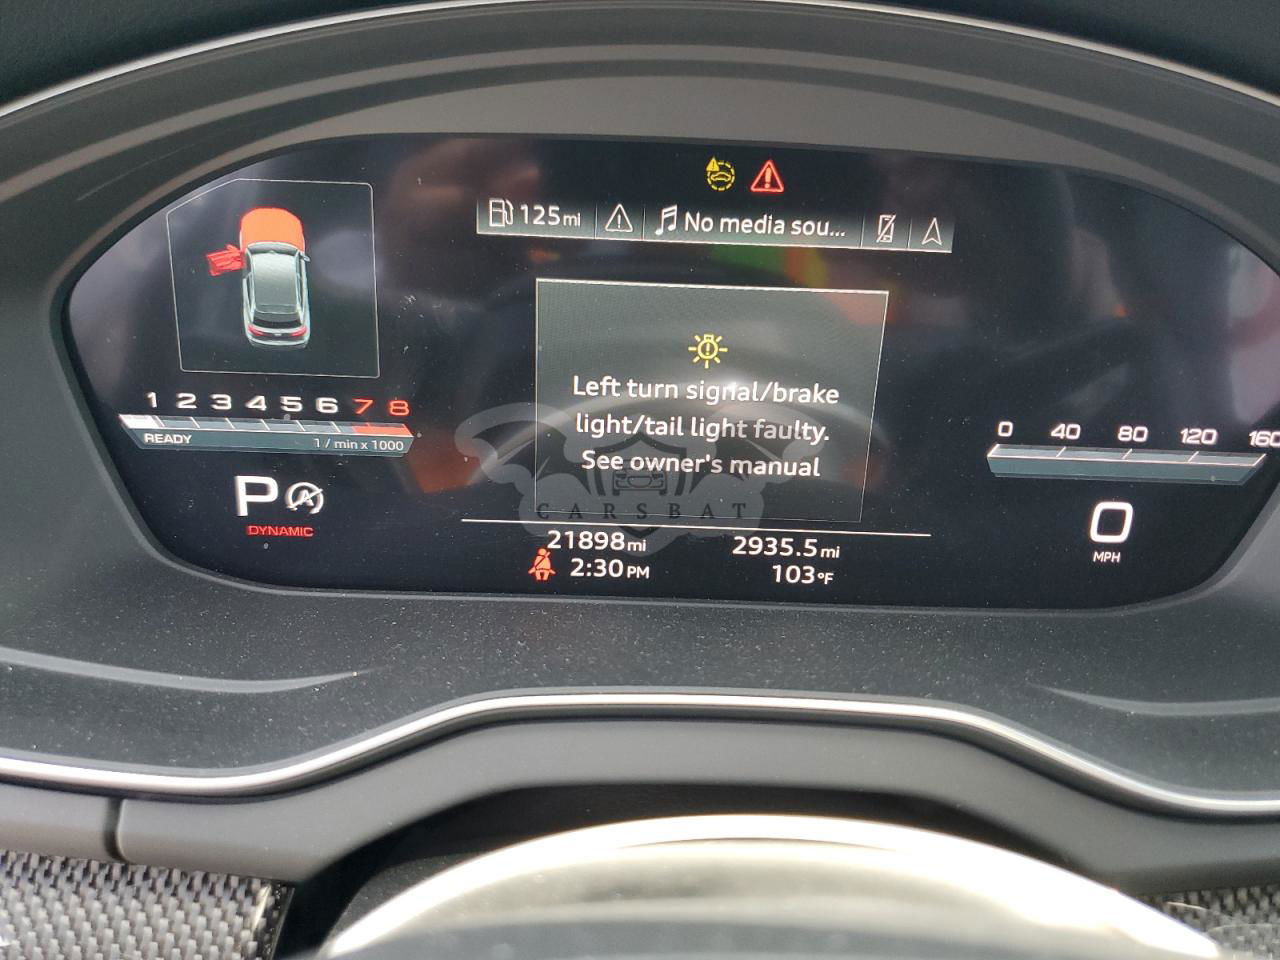 125mi
No media sou...
Left turn signal/brake
light/tail light faulty.
See owner's manual
1 2 3 4 5 6 7 8
READY
1 / min x 1000
0 40 80 120 160
P A
DYNAMIC
0
MPH
CARSBAT
21898mi 2935.5mi
2:30PM 103°F